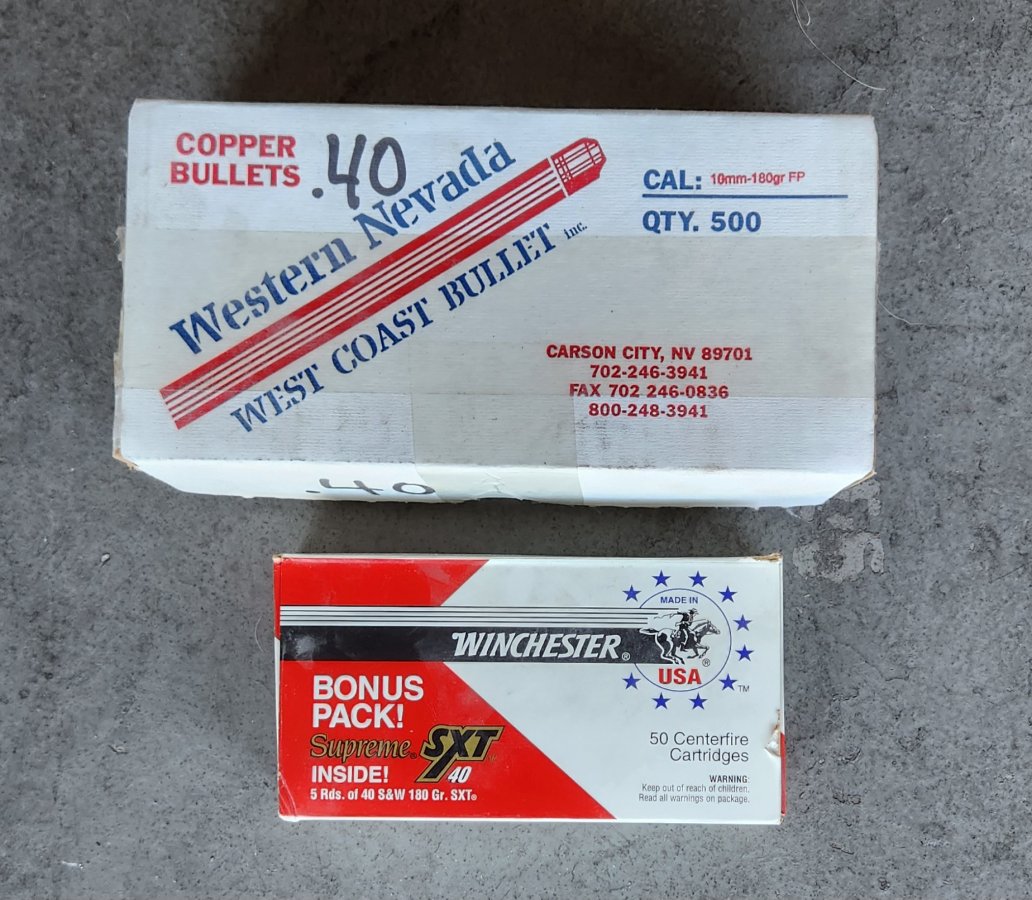 COPPER
BULLETS
.40
Western Nevada
WEST COAST BULLET inc.
CAL: 10mm-180gr FP
QTY. 500
CARSON CITY, NV 89701
702-246-3941
FAX 702 246-0836
800-248-3941
.40
WINCHESTER®
MADE IN
USA
®
TM
BONUS
PACK!
Supreme® SXT™
INSIDE! 40
5 Rds. of 40 S&W 180 Gr. SXT®
50 Centerfire
Cartridges
WARNING:
Keep out of reach of children.
Read all warnings on package.